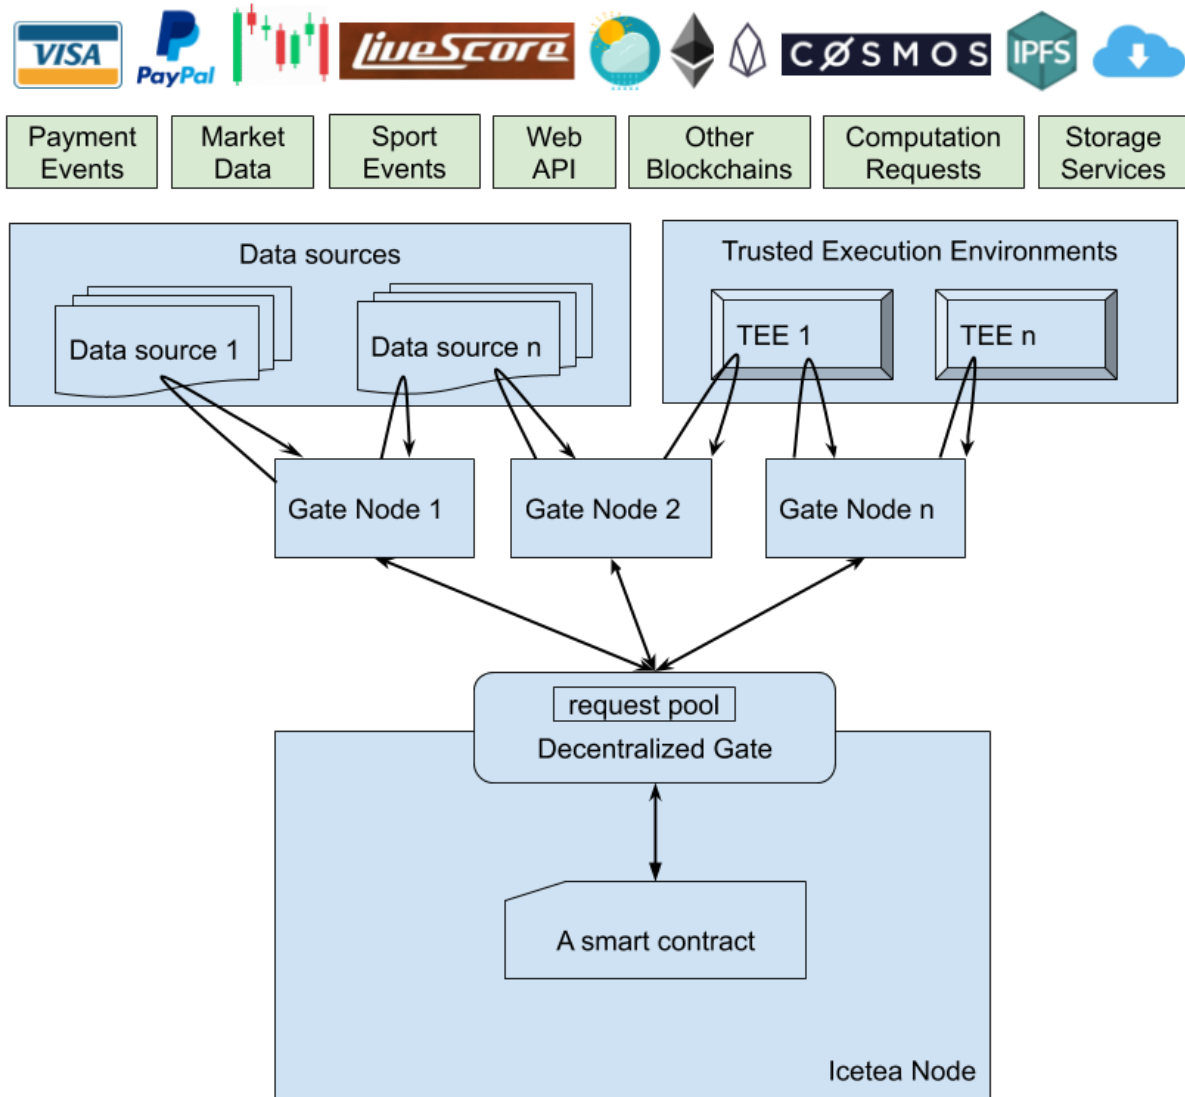 VISA
PayPal
LiveScore
CØSMOS
IPFS
Payment
Events
Market
Data
Sport
Events
Web
API
Other
Blockchains
Computation
Requests
Storage
Services
Data sources
Trusted Execution Environments
Data source 1
Data source n
TEE 1
TEE n
Gate Node 1
Gate Node 2
Gate Node n
request pool
Decentralized Gate
A smart contract
Icetea Node